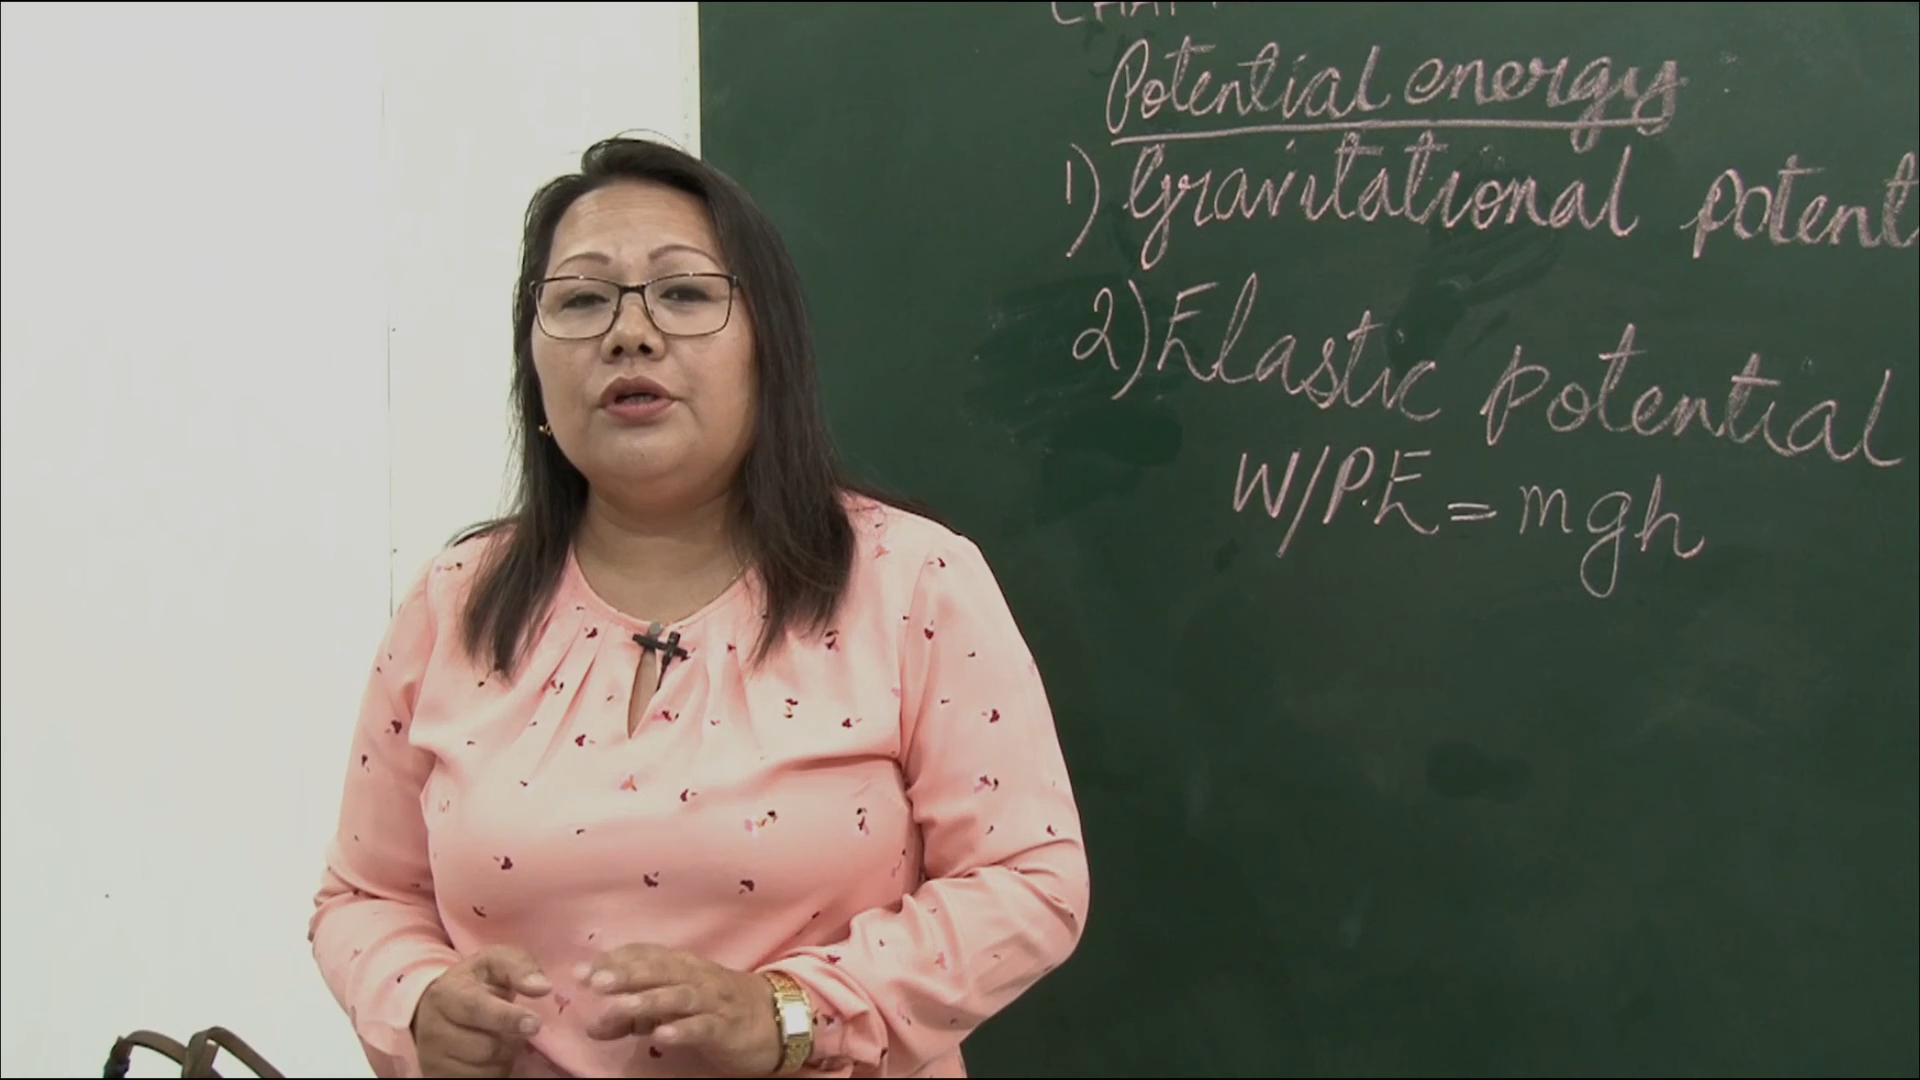 Potential energy
1) Gravitational potent
2) Elastic potential
W/P.E = mgh